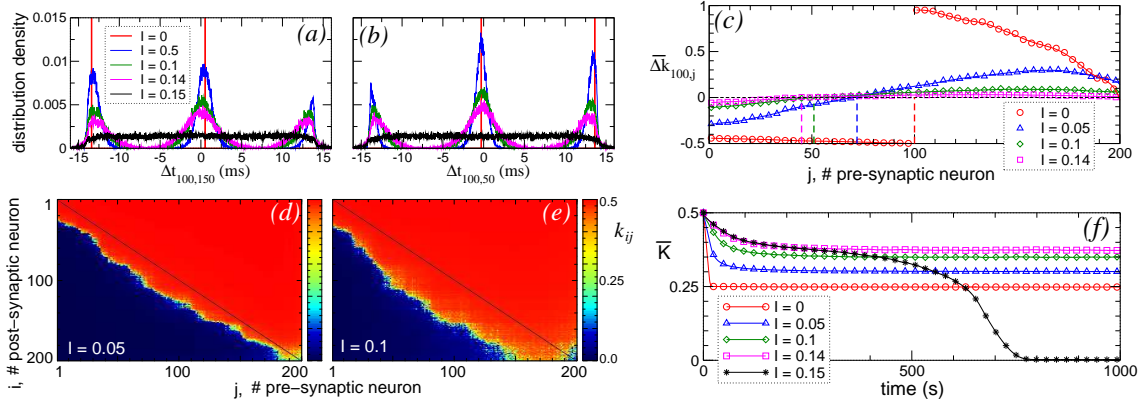 (a)
distribution density
0.015
0.01
0.005
0
I = 0
I = 0.5
I = 0.1
I = 0.14
I = 0.15
-15 -10 -5 0 5 10 15
Δt100,150 (ms)
(b)
-15 -10 -5 0 5 10 15
Δt100,50 (ms)
(c)
Δk100,j
1
0.5
0
-0.5
I = 0
I = 0.05
I = 0.1
I = 0.14
0 50 100 150 200
j, # pre-synaptic neuron
(d)
i, # post-synaptic neuron
1
100
200
I = 0.05
1 100 200
(e)
I = 0.1
1 100 200
j, # pre-synaptic neuron
0.5
kij
0.25
0.0
(f)
K
0.5
0.25
0
I = 0
I = 0.05
I = 0.1
I = 0.14
I = 0.15
0 500 1000
time (s)